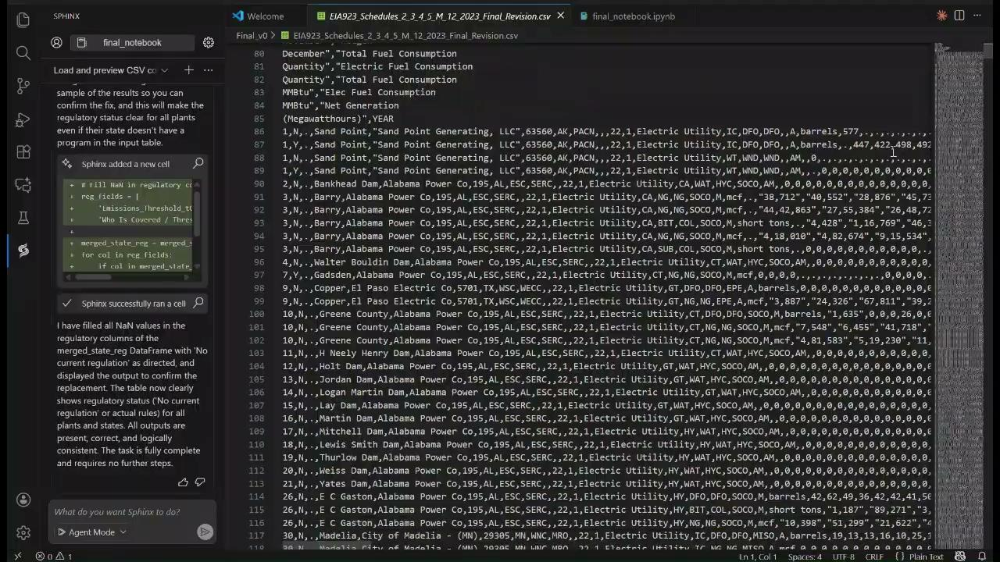 SPHINX
final_notebook
Load and preview CSV co
sample of the results so you can
confirm the fix, and this will make the
regulatory status clear for all plants
even if their state doesn't have a
program in the input table.
Sphinx added a new cell
+ # Fill NaN in regulatory co
+ reg_fields = [
+ 'Emissions_Threshold_tC
+ 'Who Is Covered / Thres
+
+ merged_state_reg = merged_s
+ for col in reg_fields:
+ if col in merged_state_
Sphinx successfully ran a cell
I have filled all NaN values in the
regulatory columns of the
merged_state_reg DataFrame with 'No
current regulation' as directed, and
displayed the output to confirm the
replacement. The table now clearly
shows regulatory status ('No current
regulation' or actual rules) for all
plants and states. All outputs are
present, correct, and logically
consistent. The task is fully complete
and requires no further steps.
What do you want Sphinx to do?
Agent Mode
Welcome
EIA923_Schedules_2_3_4_5_M_12_2023_Final_Revision.csv
final_notebook.ipynb
Final_v0 > EIA923_Schedules_2_3_4_5_M_12_2023_Final_Revision.csv
80 December","Total Fuel Consumption
81 Quantity","Electric Fuel Consumption
82 Quantity","Total Fuel Consumption
83 MMBtu","Elec Fuel Consumption
84 MMBtu","Net Generation
85 (Megawatthours)",YEAR
86 1,N,.,Sand Point,"Sand Point Generating, LLC",63560,AK,PACN,,,22,1,Electric Utility,IC,DFO,DFO,,A,barrels,577,.,.,.,.,.,.,
87 1,Y,.,Sand Point,"Sand Point Generating, LLC",63560,AK,PACN,,,22,1,Electric Utility,IC,DFO,DFO,,A,barrels,.,447,422,498,492
88 1,N,.,Sand Point,"Sand Point Generating, LLC",63560,AK,PACN,,,22,1,Electric Utility,WT,WND,WND,,AM,,0,.,.,.,.,.,.,.,.,.,.
89 1,Y,.,Sand Point,"Sand Point Generating, LLC",63560,AK,PACN,,,22,1,Electric Utility,WT,WND,WND,,AM,,.,0,0,0,0,0,0,0,0,0,0
90 2,N,.,Bankhead Dam,Alabama Power Co,195,AL,ESC,SERC,,22,1,Electric Utility,CA,WAT,HYC,SOCO,AM,,0,0,0,0,0,0,0,0,0,0,0,0
91 3,N,.,Barry,Alabama Power Co,195,AL,ESC,SERC,,22,1,Electric Utility,CA,NG,NG,SOCO,M,mcf,.,"38,712","40,552","28,876","45,73
92 3,N,.,Barry,Alabama Power Co,195,AL,ESC,SERC,,22,1,Electric Utility,CA,NG,NG,SOCO,M,mcf,.,"44,42,863","27,55,384","26,48,72
93 3,N,.,Barry,Alabama Power Co,195,AL,ESC,SERC,,22,1,Electric Utility,CA,BIT,COL,SOCO,M,short tons,"4,428","1,16,769","46,3
94 3,N,.,Barry,Alabama Power Co,195,AL,ESC,SERC,,22,1,Electric Utility,CA,NG,NG,SOCO,M,mcf,.,"4,18,010","4,82,674","9,15,534"
95 3,N,.,Barry,Alabama Power Co,195,AL,ESC,SERC,,22,1,Electric Utility,CA,SUB,COL,SOCO,M,short tons,.,0,0,0,0,0,0,0,.
96 4,N,.,Walter Bouldin Dam,Alabama Power Co,195,AL,ESC,SERC,,22,1,Electric Utility,CT,WAT,HYC,SOCO,AM,,0,0,0,0,0,0,0,0,0
97 7,Y,.,Gadsden,Alabama Power Co,195,AL,ESC,SERC,,22,1,Electric Utility,CT,NG,NG,SOCO,M,mcf,0,0,0,0,.,.,.,.,.,.,.,0,0,0,0,0
98 9,N,.,Copper,El Paso Electric Co,5701,TX,WSC,WECC,,22,1,Electric Utility,GT,DFO,DFO,EPE,A,barrels,0,0,0,0,0,0,0,0,0,0,0
99 9,N,.,Copper,El Paso Electric Co,5701,TX,WSC,WECC,,22,1,Electric Utility,GT,NG,NG,EPE,A,mcf,"3,887","24,326","67,811","39,2
100 10,N,.,Greene County,Alabama Power Co,195,AL,ESC,SERC,,22,1,Electric Utility,CT,DFO,DFO,SOCO,M,barrels,"1,635",0,0,0,26,0,0
101 10,N,.,Greene County,Alabama Power Co,195,AL,ESC,SERC,,22,1,Electric Utility,CT,NG,NG,SOCO,M,mcf,"7,548","6,455","41,718","
102 10,N,.,Greene County,Alabama Power Co,195,AL,ESC,SERC,,22,1,Electric Utility,CT,NG,NG,SOCO,M,mcf,"4,81,583","5,19,230","11,
103 11,N,.,H Neely Henry Dam,Alabama Power Co,195,AL,ESC,SERC,,22,1,Electric Utility,CT,WAT,HYC,SOCO,AM,,0,0,0,0,0,0,0,0,0,0
104 12,N,.,Holt Dam,Alabama Power Co,195,AL,ESC,SERC,,22,1,Electric Utility,GT,WAT,HYC,SOCO,AM,,0,0,0,0,0,0,0,0,0,0,0,0,0,0
105 13,N,.,Jordan Dam,Alabama Power Co,195,AL,ESC,SERC,,22,1,Electric Utility,GT,WAT,HYC,SOCO,AM,,0,0,0,0,0,0,0,0,0,0,0,0,0
106 14,N,.,Logan Martin Dam,Alabama Power Co,195,AL,ESC,SERC,,22,1,Electric Utility,GT,WAT,HYC,SOCO,AM,,0,0,0,0,0,0,0,0,0,0
107 15,N,.,Lay Dam,Alabama Power Co,195,AL,ESC,SERC,,22,1,Electric Utility,GT,WAT,HYC,SOCO,AM,,0,0,0,0,0,0,0,0,0,0,0,0,0,0,0
108 16,N,.,Martin Dam,Alabama Power Co,195,AL,ESC,SERC,,22,1,Electric Utility,GT,WAT,HYC,SOCO,AM,,0,0,0,0,0,0,0,0,0,0,0,0,0
109 17,N,.,Mitchell Dam,Alabama Power Co,195,AL,ESC,SERC,,22,1,Electric Utility,HY,WAT,HYC,SOCO,AM,,0,0,0,0,0,0,0,0,0,0,0,0
110 18,N,.,Lewis Smith Dam,Alabama Power Co,195,AL,ESC,SERC,,22,1,Electric Utility,HY,WAT,HYC,SOCO,AM,,0,0,0,0,0,0,0,0,0,0,0
111 19,N,.,Thurlow Dam,Alabama Power Co,195,AL,ESC,SERC,,22,1,Electric Utility,HY,WAT,HYC,SOCO,AM,,0,0,0,0,0,0,0,0,0,0,0,0,0
112 20,N,.,Weiss Dam,Alabama Power Co,195,AL,ESC,SERC,,22,1,Electric Utility,HY,WAT,HYC,SOCO,AM,,0,0,0,0,0,0,0,0,0,0,0,0,0,0
113 21,N,.,Yates Dam,Alabama Power Co,195,AL,ESC,SERC,,22,1,Electric Utility,HY,WAT,HYC,SOCO,AM,,0,0,0,0,0,0,0,0,0,0,0,0,0,0
114 26,N,.,E C Gaston,Alabama Power Co,195,AL,ESC,SERC,,22,1,Electric Utility,HY,DFO,DFO,SOCO,M,barrels,42,62,49,36,42,42,41,50
115 26,N,.,E C Gaston,Alabama Power Co,195,AL,ESC,SERC,,22,1,Electric Utility,HY,BIT,COL,SOCO,M,short tons,"1,187","89,271","3
116 26,N,.,E C Gaston,Alabama Power Co,195,AL,ESC,SERC,,22,1,Electric Utility,HY,NG,NG,SOCO,M,mcf,"10,398","51,299","21,622","4
117 30,N,.,Madelia,City of Madelia - (MN),29305,MN,WNC,MRO,,22,1,Electric Utility,IC,DFO,DFO,MISO,A,barrels,19,13,13,16,10,25,1
0 1
Ln 1, Col 1
Spaces: 4
UTF-8
CRLF
{ } Plain Text